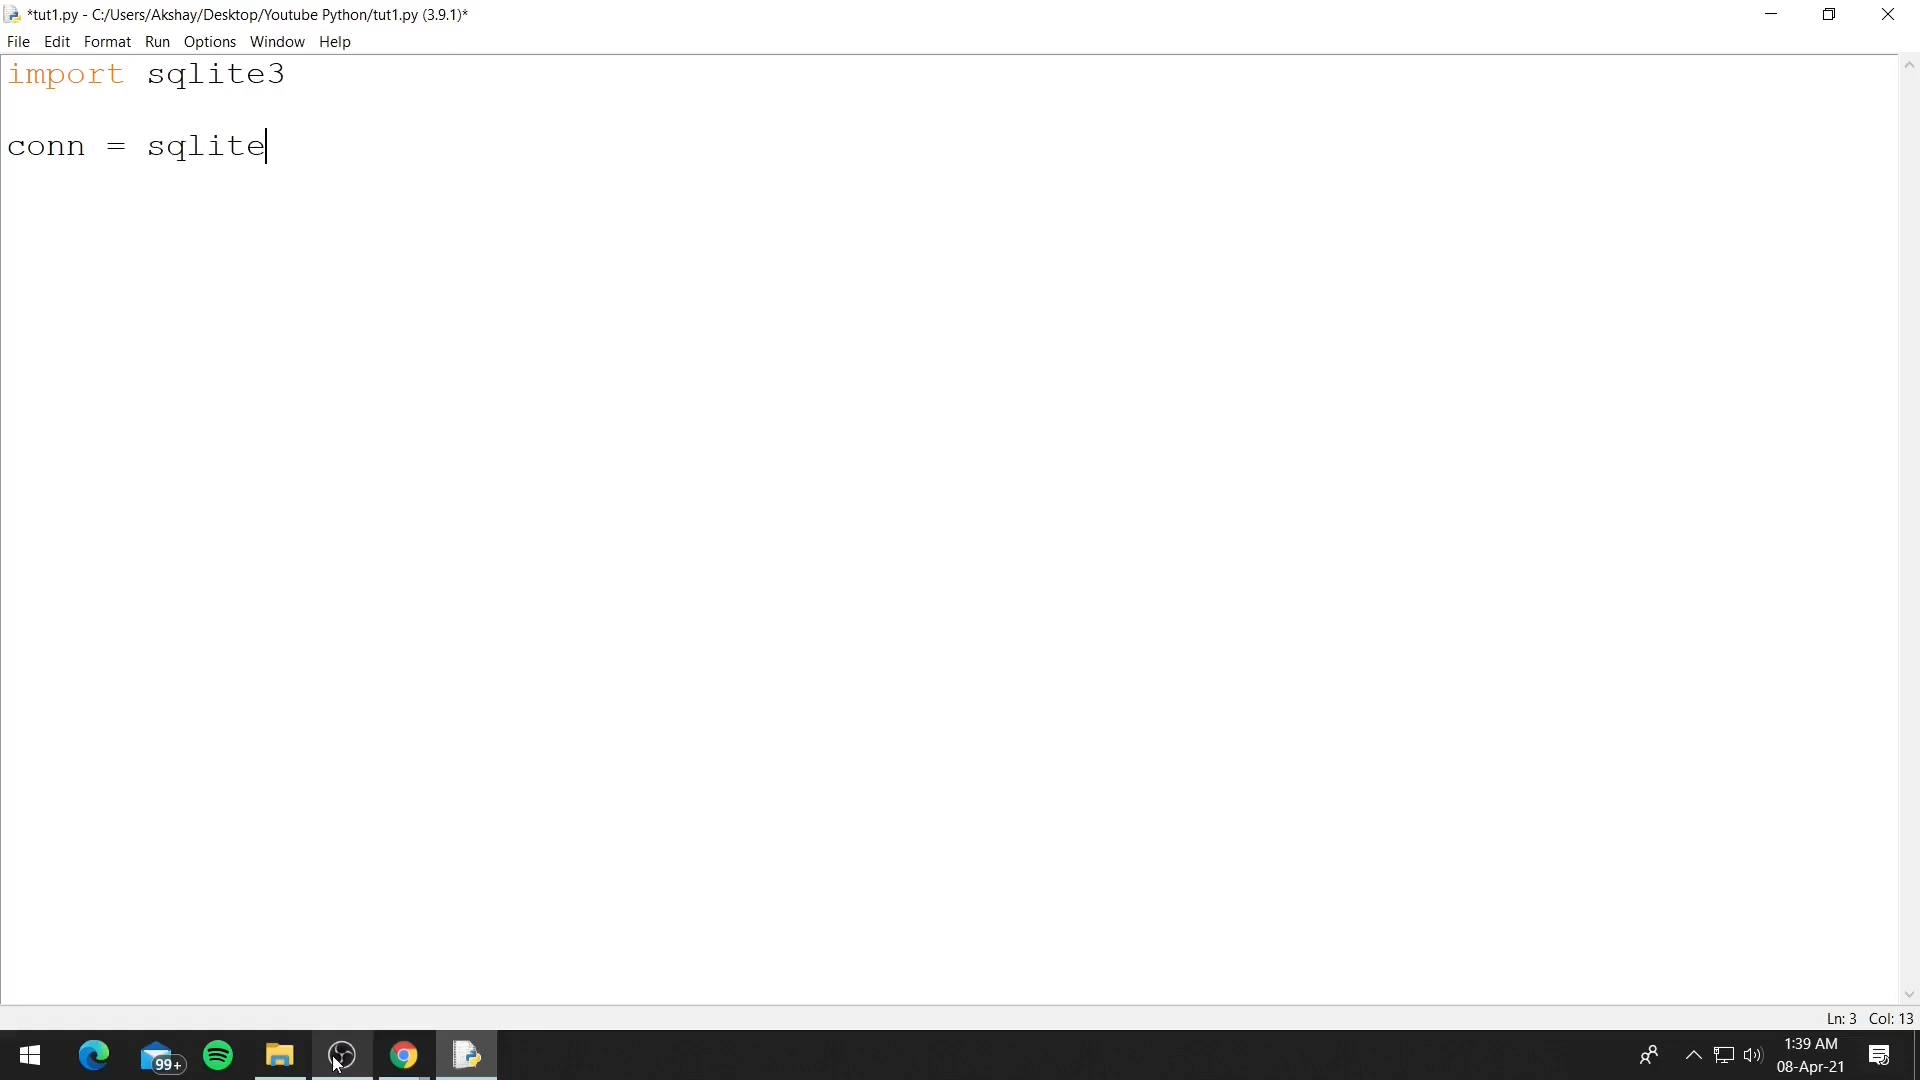 *tut1.py - C:/Users/Akshay/Desktop/Youtube Python/tut1.py (3.9.1)*
File Edit Format Run Options Window Help
import sqlite3
conn = sqlite
Ln: 3 Col: 13
99+
1:39 AM
08-Apr-21